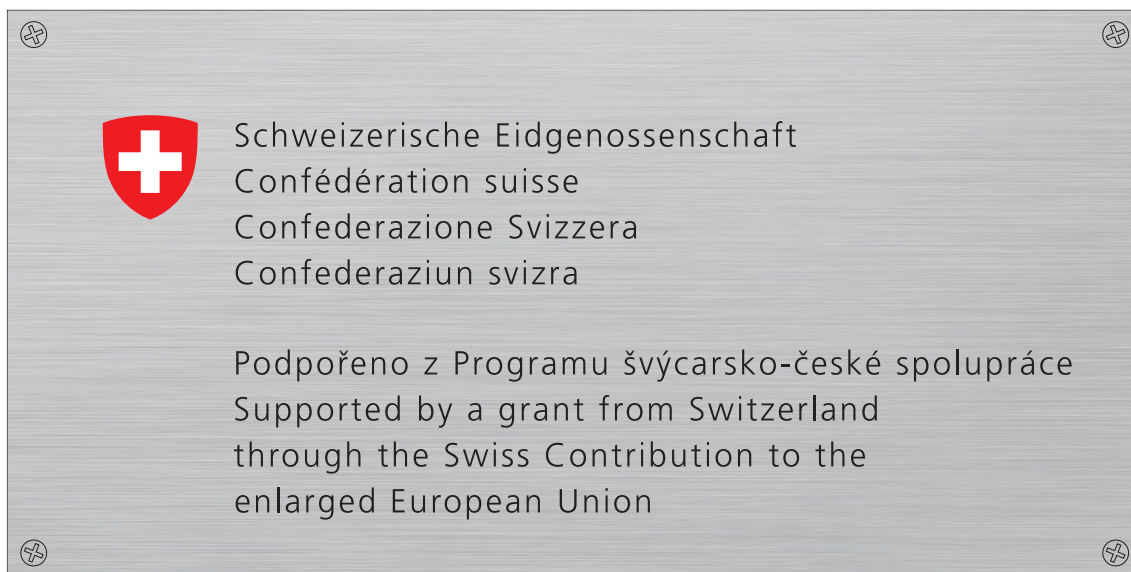 Schweizerische Eidgenossenschaft
Confédération suisse
Confederazione Svizzera
Confederaziun svizra
Podpořeno z Programu švýcarsko-české spolupráce
Supported by a grant from Switzerland
through the Swiss Contribution to the
enlarged European Union